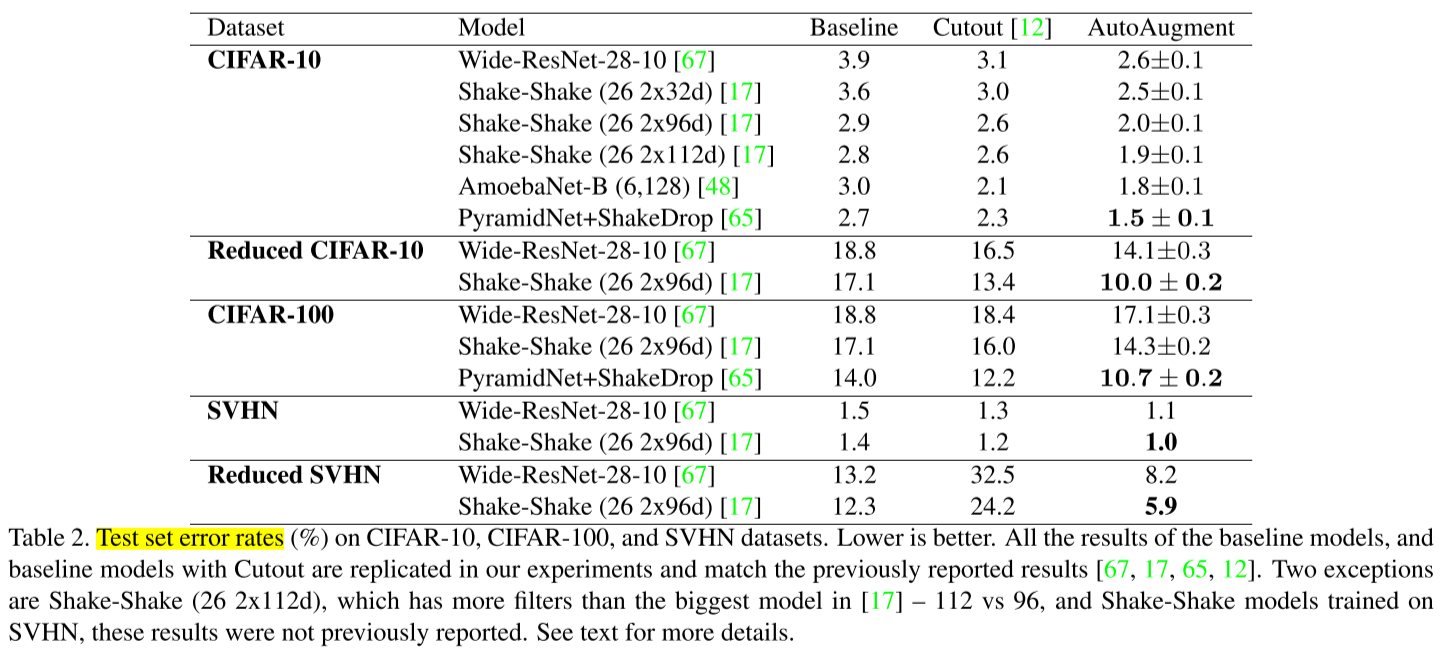 Dataset Model Baseline Cutout [12] AutoAugment
CIFAR-10 Wide-ResNet-28-10 [67] 3.9 3.1 2.6±0.1
Shake-Shake (26 2x32d) [17] 3.6 3.0 2.5±0.1
Shake-Shake (26 2x96d) [17] 2.9 2.6 2.0±0.1
Shake-Shake (26 2x112d) [17] 2.8 2.6 1.9±0.1
AmoebaNet-B (6,128) [48] 3.0 2.1 1.8±0.1
PyramidNet+ShakeDrop [65] 2.7 2.3 1.5 ± 0.1
Reduced CIFAR-10 Wide-ResNet-28-10 [67] 18.8 16.5 14.1±0.3
Shake-Shake (26 2x96d) [17] 17.1 13.4 10.0 ± 0.2
CIFAR-100 Wide-ResNet-28-10 [67] 18.8 18.4 17.1±0.3
Shake-Shake (26 2x96d) [17] 17.1 16.0 14.3±0.2
PyramidNet+ShakeDrop [65] 14.0 12.2 10.7 ± 0.2
SVHN Wide-ResNet-28-10 [67] 1.5 1.3 1.1
Shake-Shake (26 2x96d) [17] 1.4 1.2 1.0
Reduced SVHN Wide-ResNet-28-10 [67] 13.2 32.5 8.2
Shake-Shake (26 2x96d) [17] 12.3 24.2 5.9
Table 2. Test set error rates (%) on CIFAR-10, CIFAR-100, and SVHN datasets. Lower is better. All the results of the baseline models, and
baseline models with Cutout are replicated in our experiments and match the previously reported results [67, 17, 65, 12]. Two exceptions
are Shake-Shake (26 2x112d), which has more filters than the biggest model in [17] – 112 vs 96, and Shake-Shake models trained on
SVHN, these results were not previously reported. See text for more details.